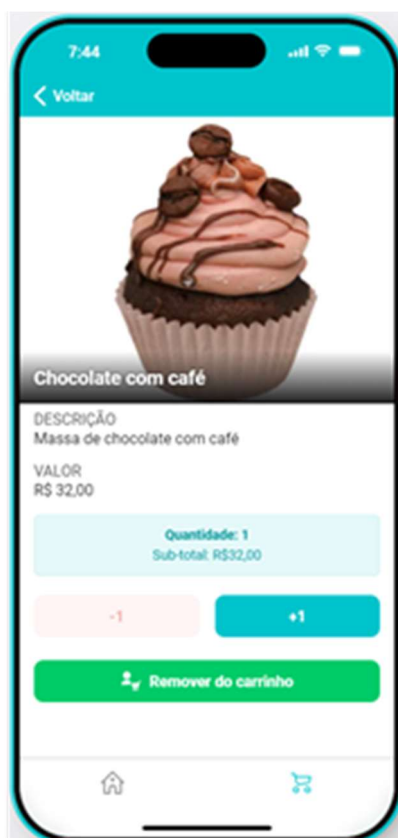 7:44
Voltar
Chocolate com café
DESCRIÇÃO
Massa de chocolate com café
VALOR
R$ 32,00
Quantidade: 1
Sub-total: R$32,00
-1
+1
Remover do carrinho